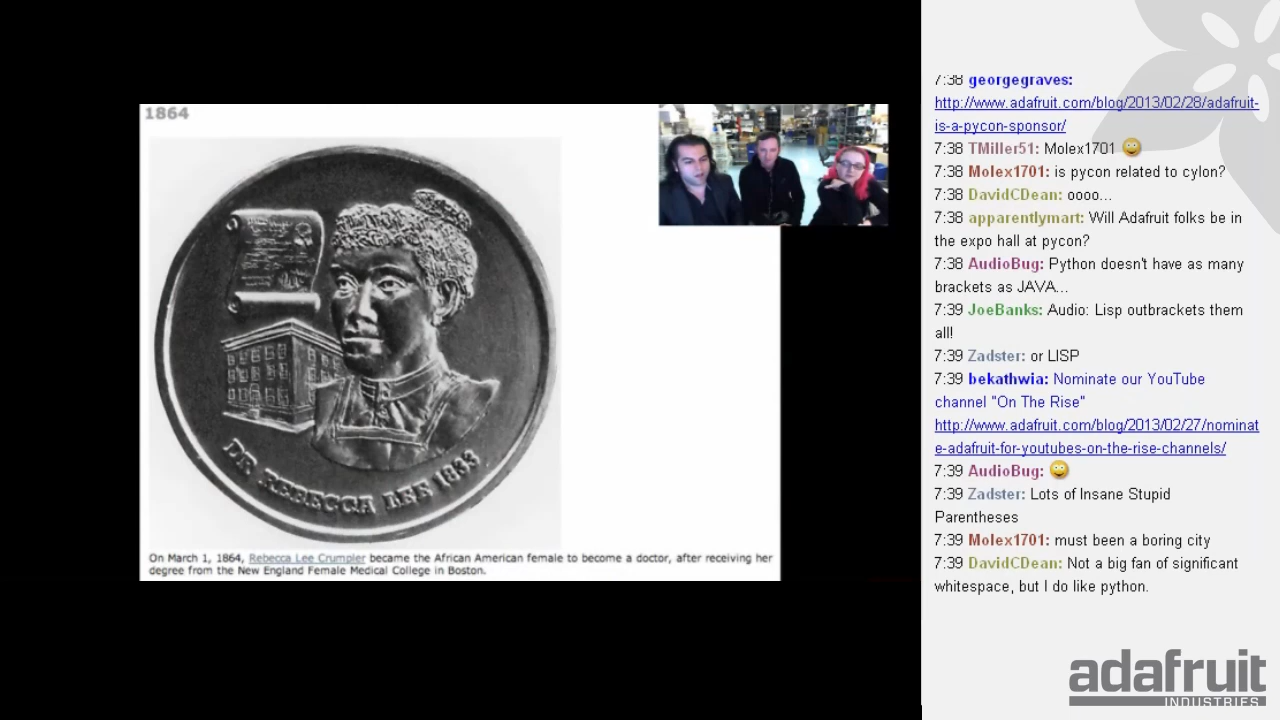 1864
DR. REBECCA LEE 1833
On March 1, 1864, Rebecca Lee Crumpler became the African American female to become a doctor, after receiving her
degree from the New England Female Medical College in Boston.
7:38 georgegraves:
http://www.adafruit.com/blog/2013/02/28/adafruit-
is-a-pycon-sponsor/
7:38 TMiller51: Molex1701
7:38 Molex1701: is pycon related to cylon?
7:38 DavidCDean: oooo...
7:38 apparentlymart: Will Adafruit folks be in
the expo hall at pycon?
7:38 AudioBug: Python doesn't have as many
brackets as JAVA...
7:39 JoeBanks: Audio: Lisp outbrackets them
all!
7:39 Zadster: or LISP
7:39 bekathwia: Nominate our YouTube
channel "On The Rise"
http://www.adafruit.com/blog/2013/02/27/nominat
e-adafruit-for-youtubes-on-the-rise-channels/
7:39 AudioBug:
7:39 Zadster: Lots of Insane Stupid
Parentheses
7:39 Molex1701: must been a boring city
7:39 DavidCDean: Not a big fan of significant
whitespace, but I do like python.
adafruit
INDUSTRIES